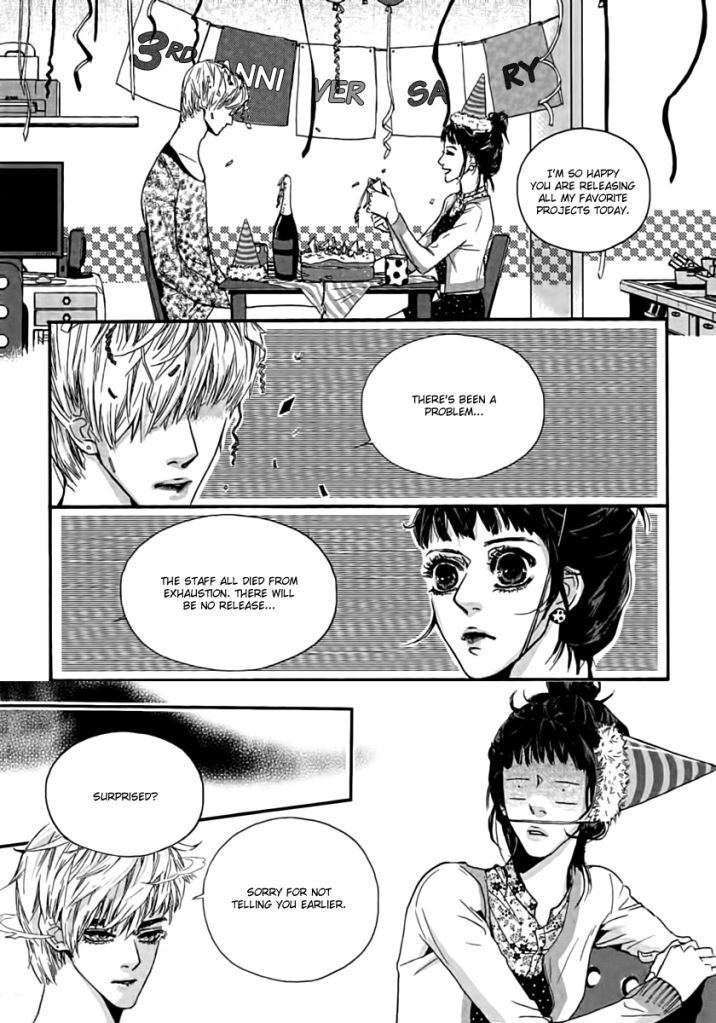 3RD ANNI VER SA RY
I'M SO HAPPY
YOU ARE RELEASING
ALL MY FAVORITE
PROJECTS TODAY.
THERE'S BEEN A
PROBLEM...
THE STAFF ALL DIED FROM
EXHAUSTION. THERE WILL
BE NO RELEASE...
SURPRISED?
SORRY FOR NOT
TELLING YOU EARLIER.